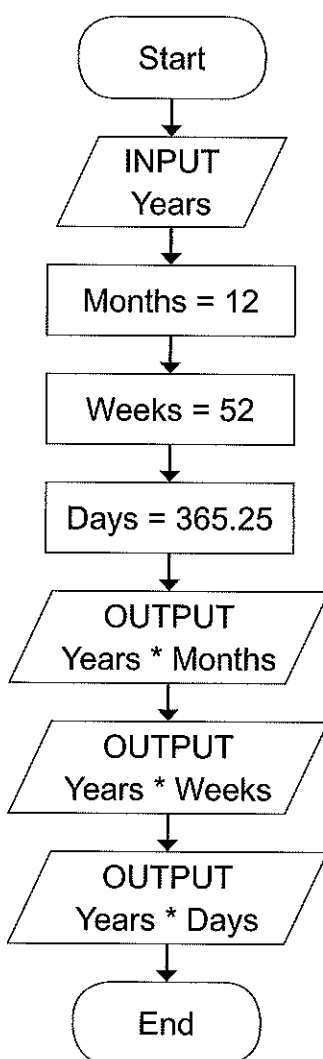 Start
INPUT
Years
Months = 12
Weeks = 52
Days = 365.25
OUTPUT
Years * Months
OUTPUT
Years * Weeks
OUTPUT
Years * Days
End